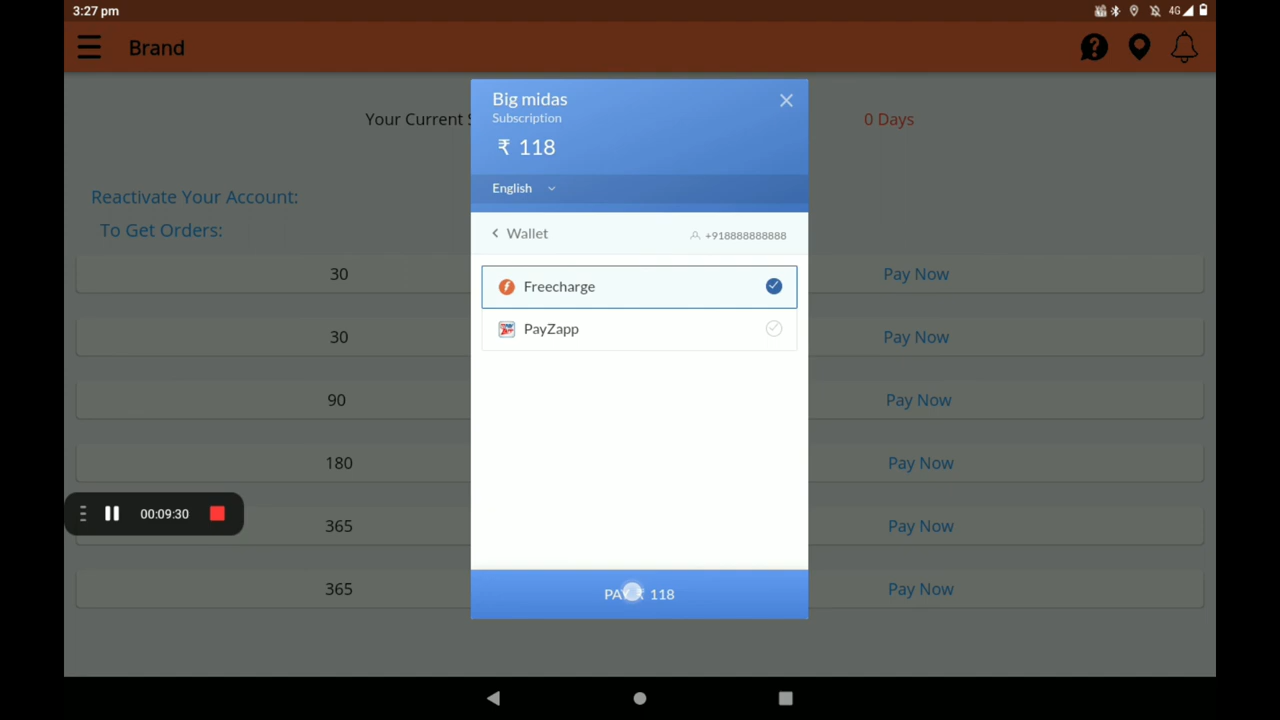 3:27 pm
4G
Brand
Big midas
Subscription
₹ 118
English
Your Current
0 Days
Reactivate Your Account:
To Get Orders:
Wallet
+918888888888
Freecharge
PayZapp
30
Pay Now
30
Pay Now
90
Pay Now
180
Pay Now
00:09:30
365
Pay Now
365
Pay Now
PAY ₹ 118